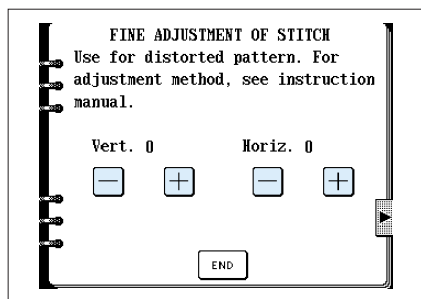 FINE ADJUSTMENT OF STITCH
Use for distorted pattern. For
adjustment method, see instruction
manual.
Vert. 0 Horiz. 0
− + − +
END